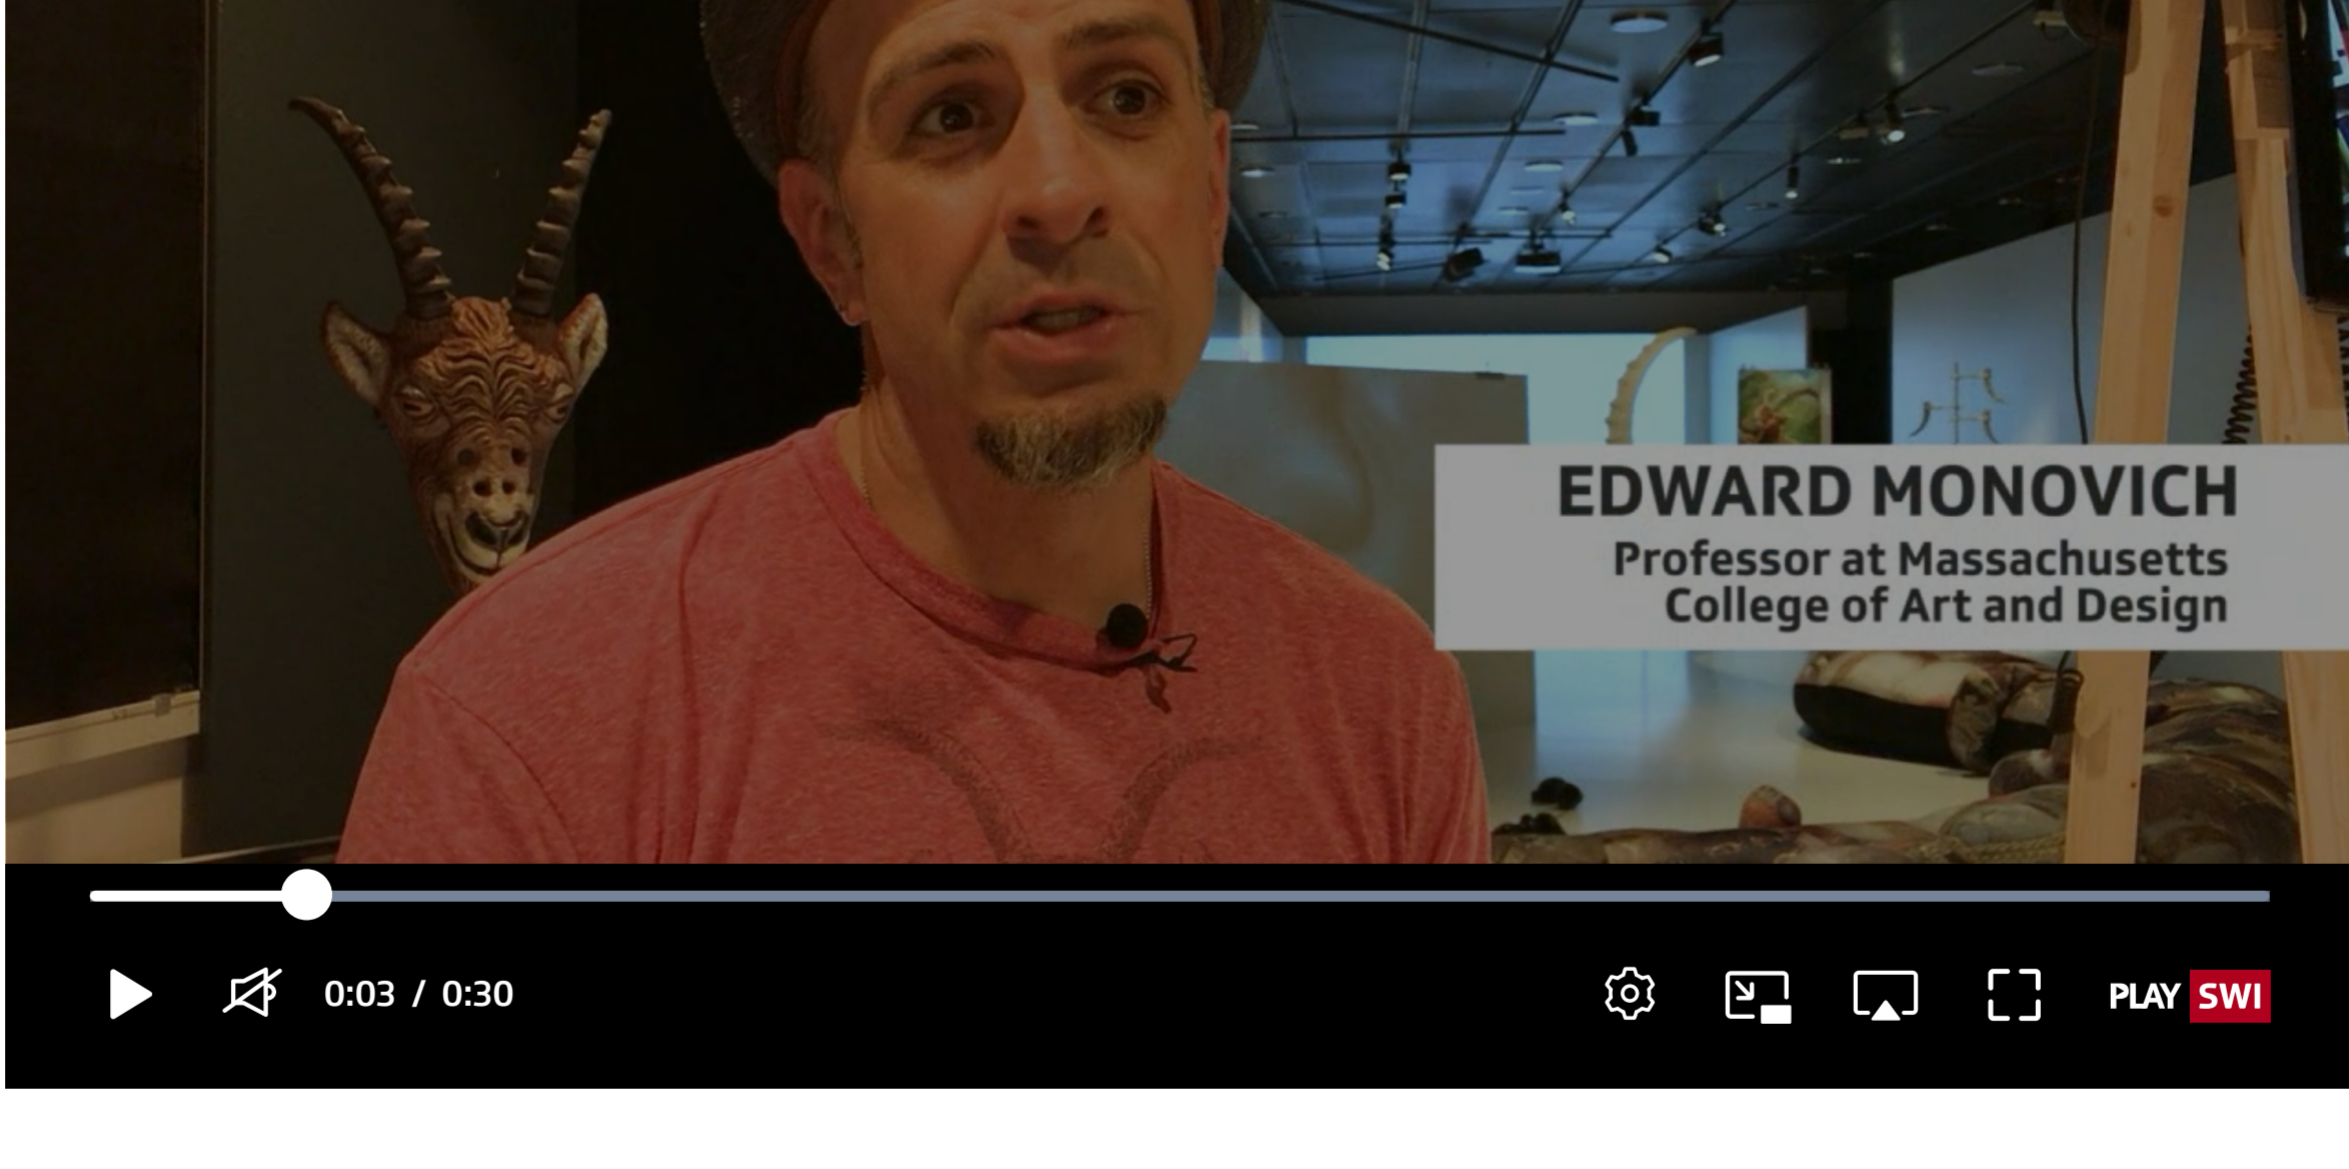 EDWARD MONOVICH
Professor at Massachusetts
College of Art and Design
0:03 / 0:30
PLAY SWI